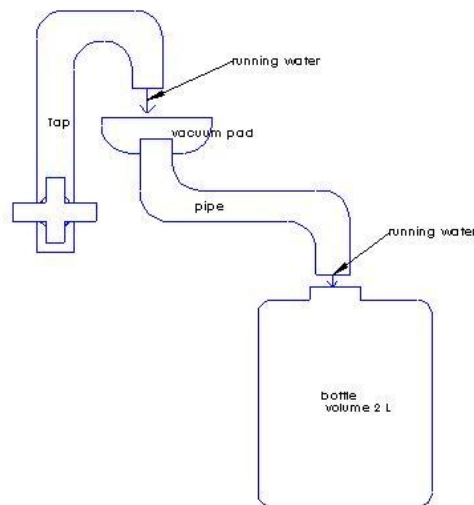 running water
Tap
vacuum pad
pipe
running water
bottle
volume 2 L